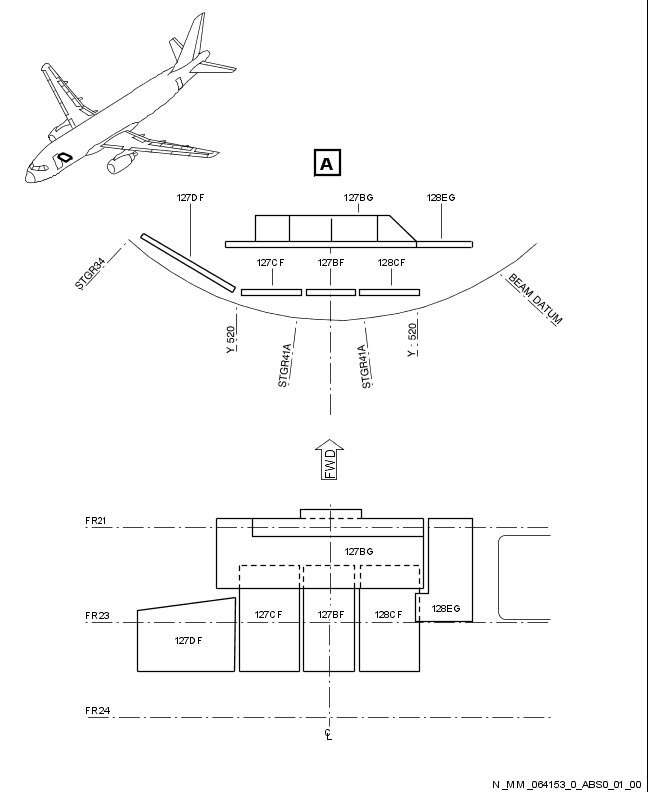 A
127DF
127BG
128EG
127CF
127BF
128CF
STGR34
BEAM DATUM
Y 520
STGR41A
STGR41A
Y - 520
FWD
FR21
127BG
127CF
127BF
128CF
128EG
FR23
127DF
FR24
CL
N_MM_064153_0_ABS0_01_00